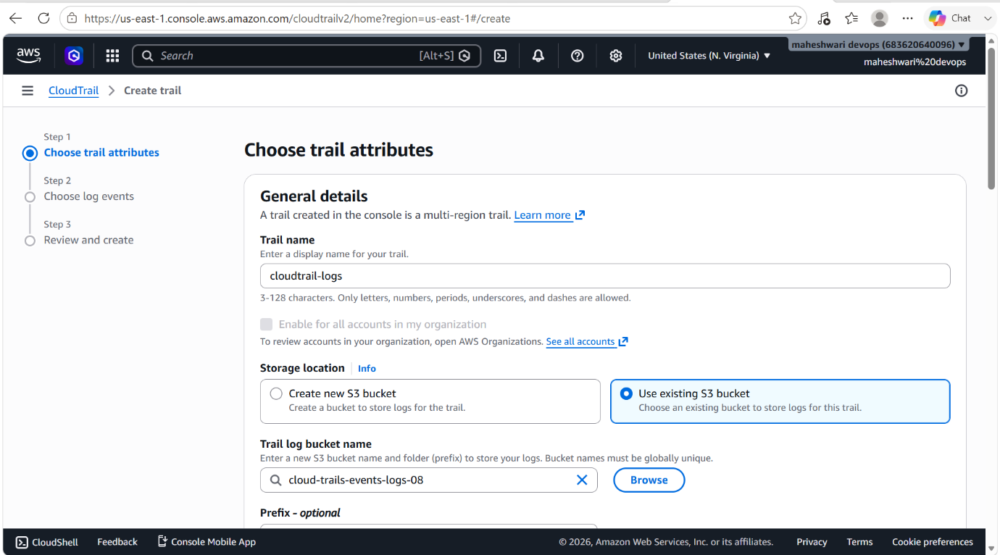 https://us-east-1.console.aws.amazon.com/cloudtrailv2/home?region=us-east-1#/create
Chat
aws
Search [Alt+S]
United States (N. Virginia) ▼
maheshwari devops (683620640096) ▼
maheshwari%20devops
CloudTrail > Create trail
Step 1
Choose trail attributes
Step 2
Choose log events
Step 3
Review and create
Choose trail attributes
General details
A trail created in the console is a multi-region trail. Learn more
Trail name
Enter a display name for your trail.
cloudtrail-logs
3-128 characters. Only letters, numbers, periods, underscores, and dashes are allowed.
Enable for all accounts in my organization
To review accounts in your organization, open AWS Organizations. See all accounts
Storage location Info
Create new S3 bucket
Create a bucket to store logs for the trail.
Use existing S3 bucket
Choose an existing bucket to store logs for this trail.
Trail log bucket name
Enter a new S3 bucket name and folder (prefix) to store your logs. Bucket names must be globally unique.
cloud-trails-events-logs-08
Browse
Prefix - optional
CloudShell Feedback Console Mobile App © 2026, Amazon Web Services, Inc. or its affiliates. Privacy Terms Cookie preferences